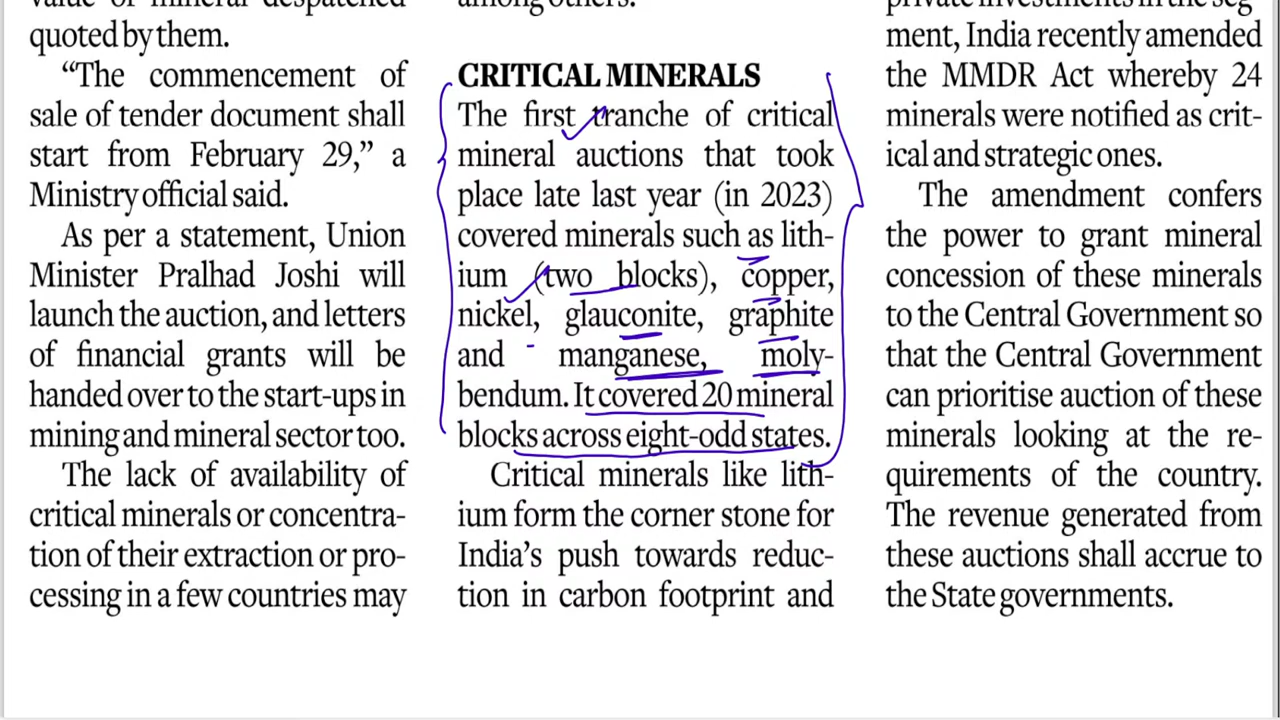 value of mineral despatched
quoted by them.
“The commencement of
sale of tender document shall
start from February 29,” a
Ministry official said.
As per a statement, Union
Minister Pralhad Joshi will
launch the auction, and letters
of financial grants will be
handed over to the start-ups in
mining and mineral sector too.
The lack of availability of
critical minerals or concentra-
tion of their extraction or pro-
cessing in a few countries may
among others.
CRITICAL MINERALS
The first tranche of critical
mineral auctions that took
place late last year (in 2023)
covered minerals such as lith-
ium (two blocks), copper,
nickel, glauconite, graphite
and manganese, moly-
bendum. It covered 20 mineral
blocks across eight-odd states.
Critical minerals like lith-
ium form the corner stone for
India’s push towards reduc-
tion in carbon footprint and
private investments in the seg-
ment, India recently amended
the MMDR Act whereby 24
minerals were notified as crit-
ical and strategic ones.
The amendment confers
the power to grant mineral
concession of these minerals
to the Central Government so
that the Central Government
can prioritise auction of these
minerals looking at the re-
quirements of the country.
The revenue generated from
these auctions shall accrue to
the State governments.